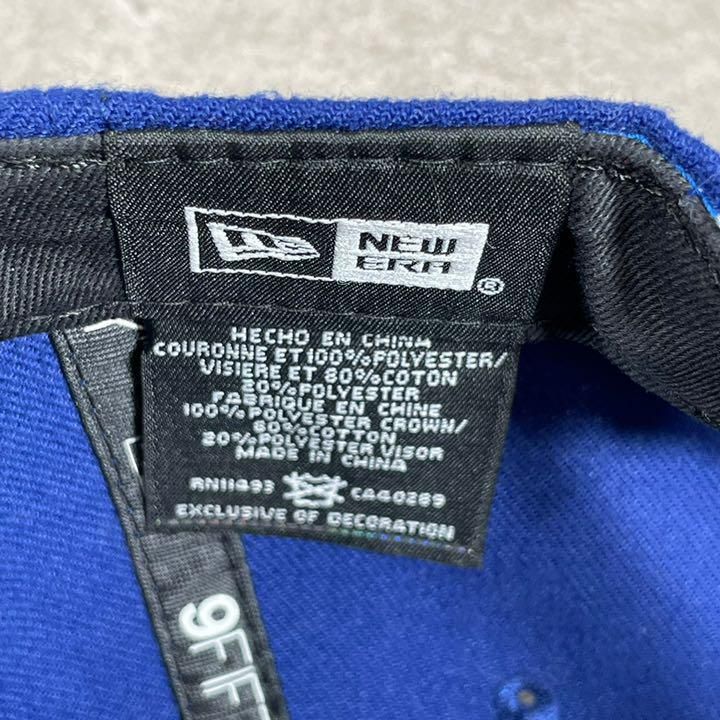 NEW
ERA
®
HECHO EN CHINA
COURONNE ET 100% POLYESTER/
VISIERE ET 80% COTON
20% POLYESTER
FABRIQUE EN CHINE
100% POLYESTER CROWN/
80% COTTON
20% POLYESTER VISOR
MADE IN CHINA
RN11493 CA40289
EXCLUSIVE OF DECORATION
9FF